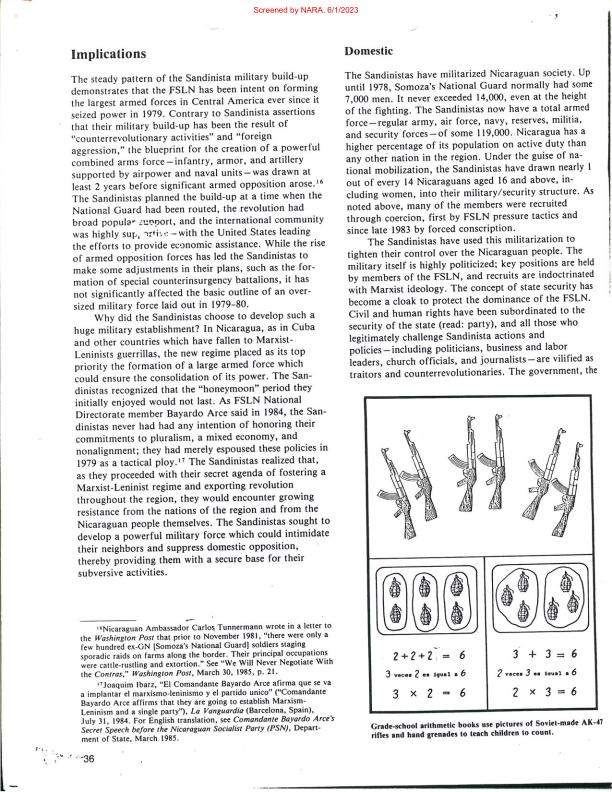 Screened by NARA, 6/1/2023
Implications
The steady pattern of the Sandinista military build-up
demonstrates that the FSLN has been intent on forming
the largest armed forces in Central America ever since it
seized power in 1979. Contrary to Sandinista assertions
that their military build-up has been the result of
"counterrevolutionary activities" and "foreign
aggression," the blueprint for the creation of a powerful
combined arms force—infantry, armor, and artillery
supported by airpower and naval units—was drawn at
least 2 years before significant armed opposition arose.¹⁶
The Sandinistas planned the build-up at a time when the
National Guard had been routed, the revolution had
broad popular support, and the international community
was highly supportive—with the United States leading
the efforts to provide economic assistance. While the rise
of armed opposition forces has led the Sandinistas to
make some adjustments in their plans, such as the for-
mation of special counterinsurgency battalions, it has
not significantly affected the basic outline of an over-
sized military force laid out in 1979-80.
Why did the Sandinistas choose to develop such a
huge military establishment? In Nicaragua, as in Cuba
and other countries which have fallen to Marxist-
Leninists guerrillas, the new regime placed as its top
priority the formation of a large armed force which
could ensure the consolidation of its power. The San-
dinistas recognized that the "honeymoon" period they
initially enjoyed would not last. As FSLN National
Directorate member Bayardo Arce said in 1984, the San-
dinistas never had had any intention of honoring their
commitments to pluralism, a mixed economy, and
nonalignment; they had merely espoused these policies in
1979 as a tactical ploy.¹⁷ The Sandinistas realized that,
as they proceeded with their secret agenda of fostering a
Marxist-Leninist regime and exporting revolution
throughout the region, they would encounter growing
resistance from the nations of the region and from the
Nicaraguan people themselves. The Sandinistas sought to
develop a powerful military force which could intimidate
their neighbors and suppress domestic opposition,
thereby providing them with a secure base for their
subversive activities.
¹⁶Nicaraguan Ambassador Carlos Tunnermann wrote in a letter to
the Washington Post that prior to November 1981, "there were only a
few hundred ex-GN [Somoza's National Guard] soldiers staging
sporadic raids on farms along the border. Their principal occupations
were cattle-rustling and extortion." See "We Will Never Negotiate With
the Contras," Washington Post, March 30, 1985, p. 21.
¹⁷Joaquim Ibarz, "El Comandante Bayardo Arce afirma que se va
a implantar el marxismo-leninismo y el partido unico" ("Comandante
Bayardo Arce affirms that they are going to establish Marxism-
Leninism and a single party"), La Vanguardia (Barcelona, Spain),
July 31, 1984. For English translation, see Comandante Bayardo Arce's
Secret Speech before the Nicaraguan Socialist Party (PSN), Depart-
ment of State, March 1985.
36
Domestic
The Sandinistas have militarized Nicaraguan society. Up
until 1978, Somoza's National Guard normally had some
7,000 men. It never exceeded 14,000, even at the height
of the fighting. The Sandinistas now have a total armed
force—regular army, air force, navy, reserves, militia,
and security forces—of some 119,000. Nicaragua has a
higher percentage of its population on active duty than
any other nation in the region. Under the guise of na-
tional mobilization, the Sandinistas have drawn nearly 1
out of every 14 Nicaraguans aged 16 and above, in-
cluding women, into their military/security structure. As
noted above, many of the members were recruited
through coercion, first by FSLN pressure tactics and
since late 1983 by forced conscription.
The Sandinistas have used this militarization to
tighten their control over the Nicaraguan people. The
military itself is highly politicized; key positions are held
by members of the FSLN, and recruits are indoctrinated
with Marxist ideology. The concept of state security has
become a cloak to protect the dominance of the FSLN.
Civil and human rights have been subordinated to the
security of the state (read: party), and all those who
legitimately challenge Sandinista actions and
policies—including politicians, business and labor
leaders, church officials, and journalists—are vilified as
traitors and counterrevolutionaries. The government, the
2+2+2 = 6
3 veces 2 es igual a 6
3 × 2 = 6
3 + 3 = 6
2 veces 3 es igual a 6
2 × 3 = 6
Grade-school arithmetic books use pictures of Soviet-made AK-47
rifles and hand grenades to teach children to count.